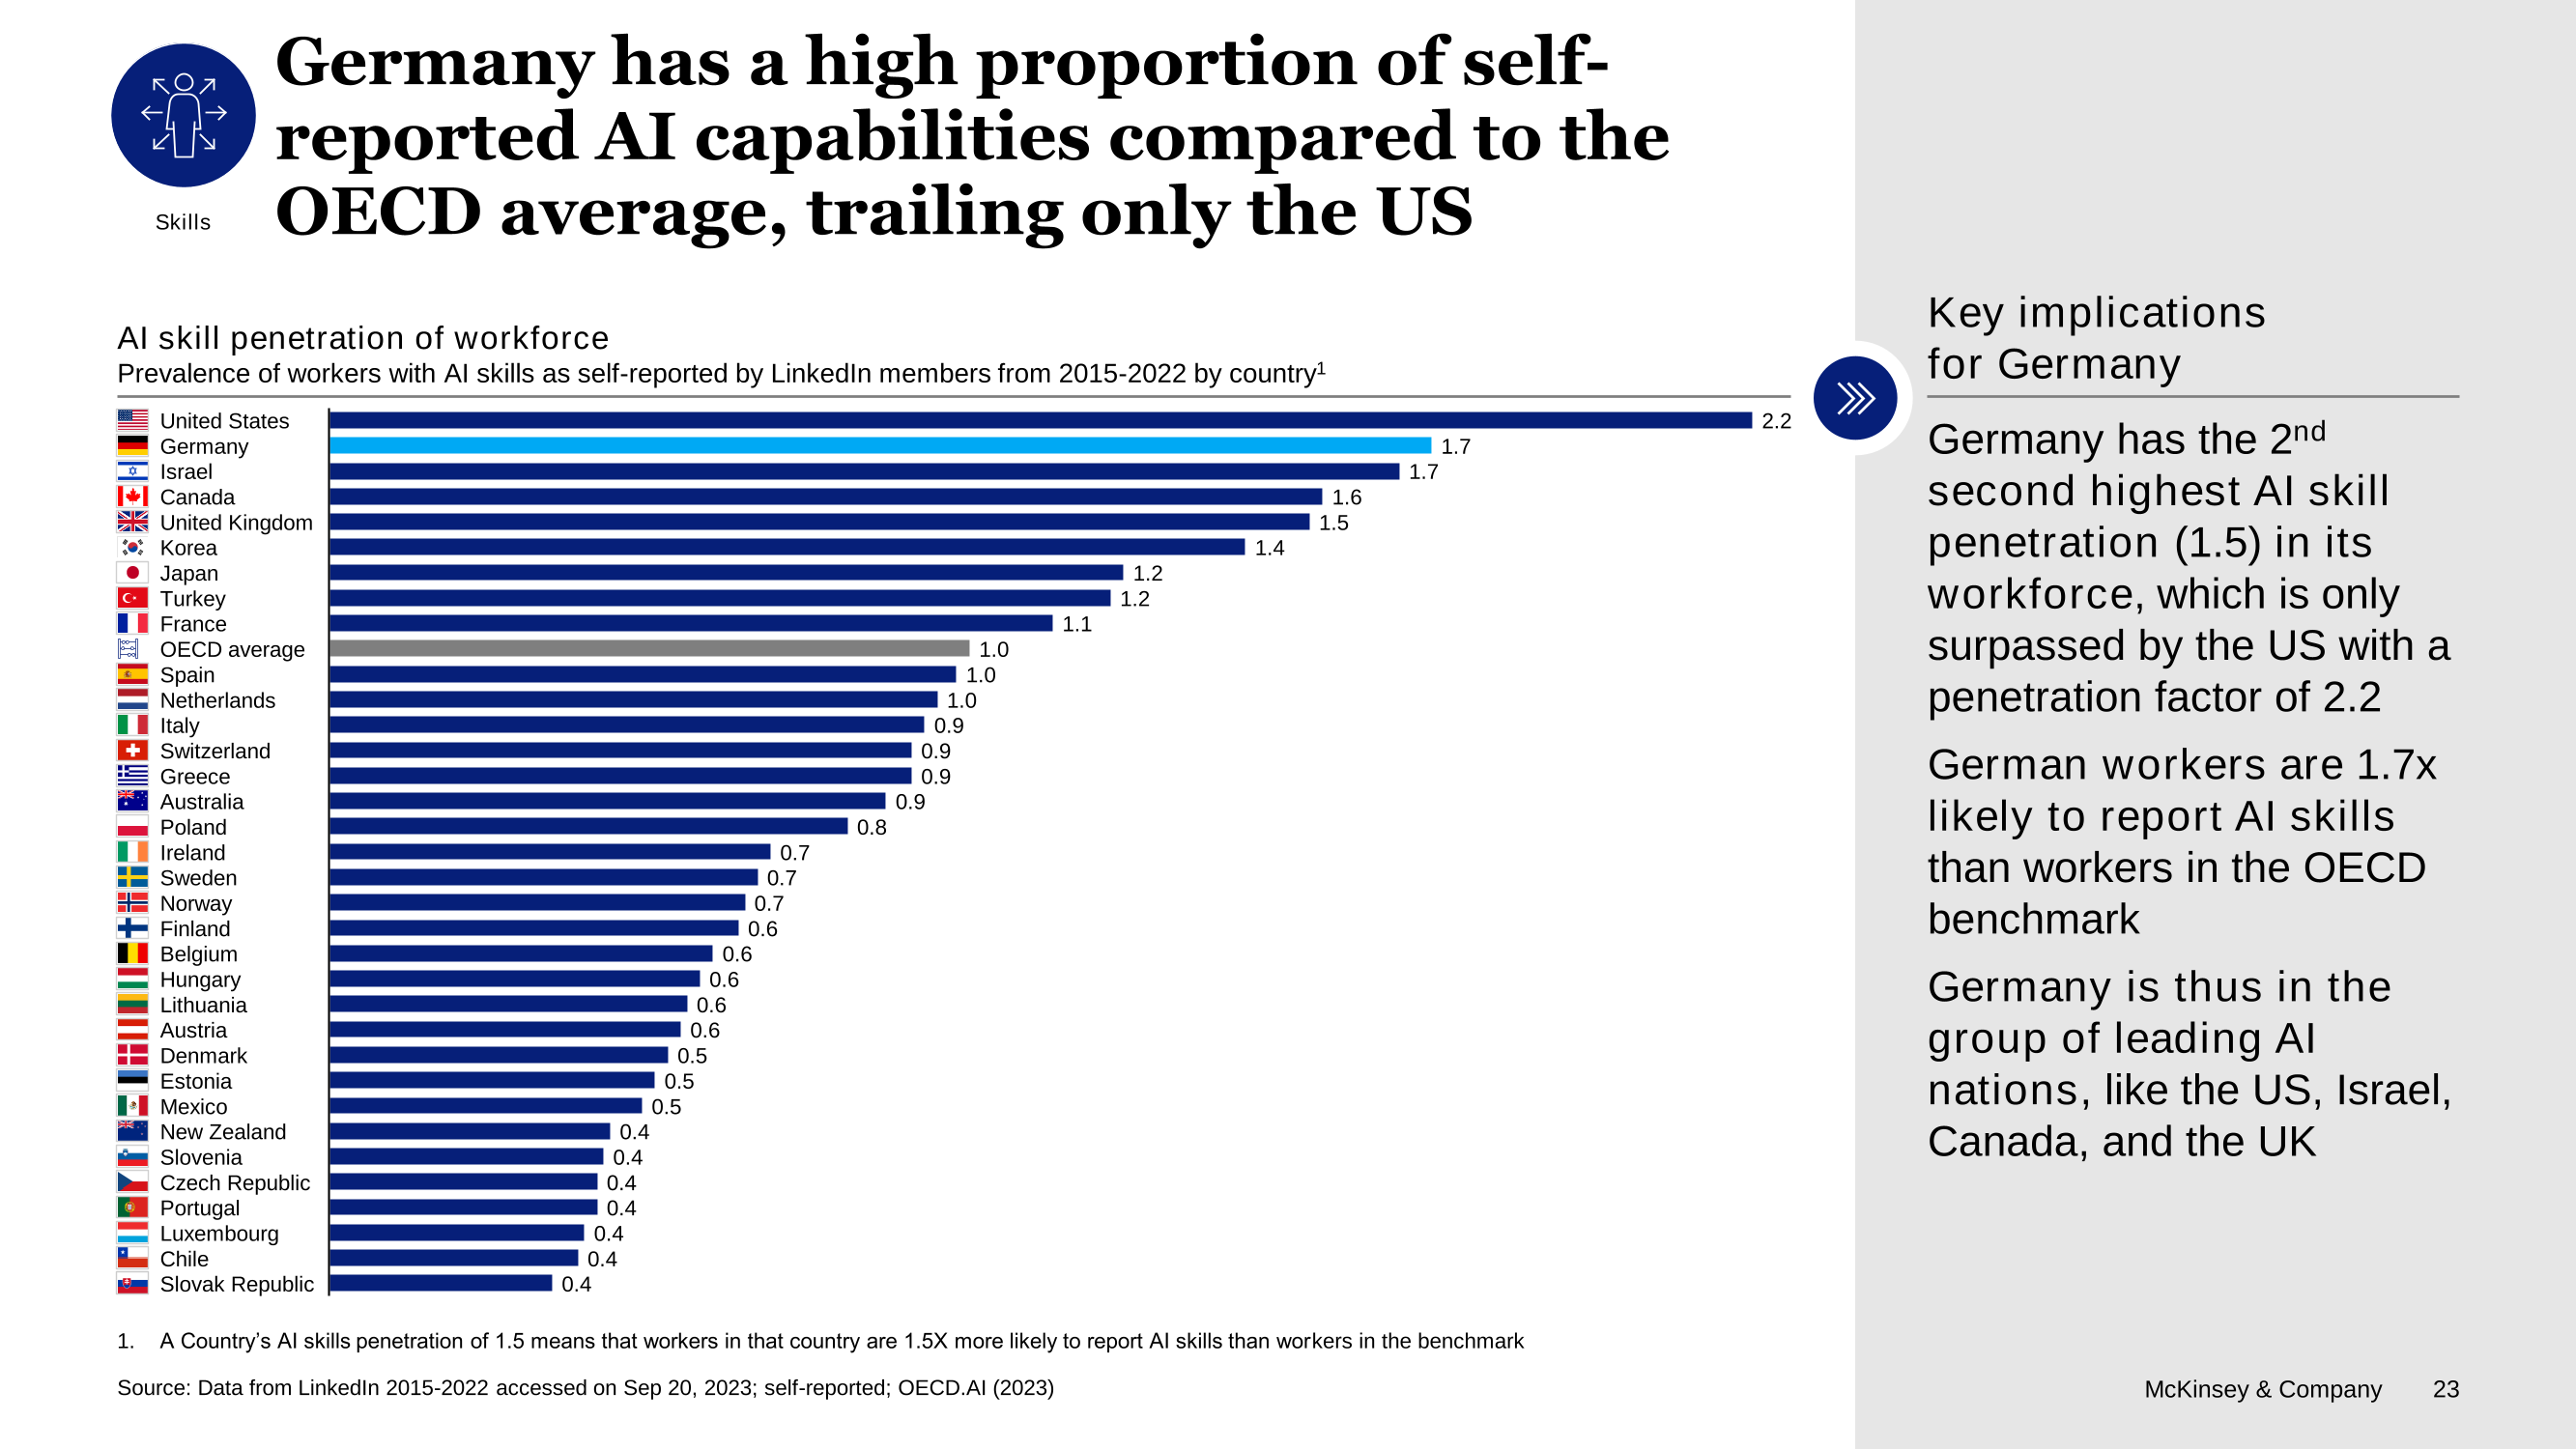 Germany has a high proportion of self-
reported AI capabilities compared to the
OECD average, trailing only the US
Skills
AI skill penetration of workforce
Prevalence of workers with AI skills as self-reported by LinkedIn members from 2015-2022 by country¹
United States 2.2
Germany 1.7
Israel 1.7
Canada 1.6
United Kingdom 1.5
Korea 1.4
Japan 1.2
Turkey 1.2
France 1.1
OECD average 1.0
Spain 1.0
Netherlands 1.0
Italy 0.9
Switzerland 0.9
Greece 0.9
Australia 0.9
Poland 0.8
Ireland 0.7
Sweden 0.7
Norway 0.7
Finland 0.6
Belgium 0.6
Hungary 0.6
Lithuania 0.6
Austria 0.6
Denmark 0.5
Estonia 0.5
Mexico 0.5
New Zealand 0.4
Slovenia 0.4
Czech Republic 0.4
Portugal 0.4
Luxembourg 0.4
Chile 0.4
Slovak Republic 0.4
Key implications
for Germany
Germany has the 2nd
second highest AI skill
penetration (1.5) in its
workforce, which is only
surpassed by the US with a
penetration factor of 2.2
German workers are 1.7x
likely to report AI skills
than workers in the OECD
benchmark
Germany is thus in the
group of leading AI
nations, like the US, Israel,
Canada, and the UK
1. A Country’s AI skills penetration of 1.5 means that workers in that country are 1.5X more likely to report AI skills than workers in the benchmark
Source: Data from LinkedIn 2015-2022 accessed on Sep 20, 2023; self-reported; OECD.AI (2023)
McKinsey & Company 23